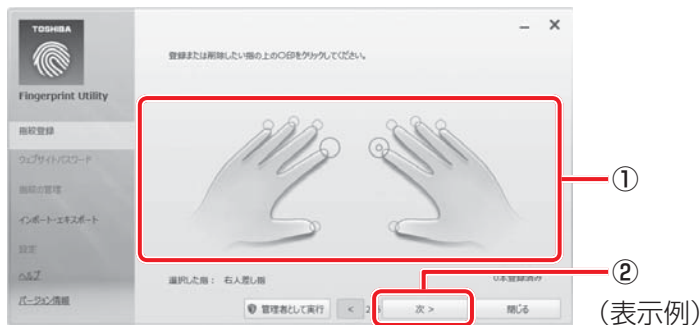 TOSHIBA
Fingerprint Utility
登録または削除したい指の上の○印をクリックしてください。
指紋登録
ウェブサイトパスワード
指紋の管理
インポート・エクスポート
設定
ヘルプ
バージョン情報
①
選択した指： 右人差し指
0本登録済み
②
管理者として実行
<
次 >
閉じる
（表示例）